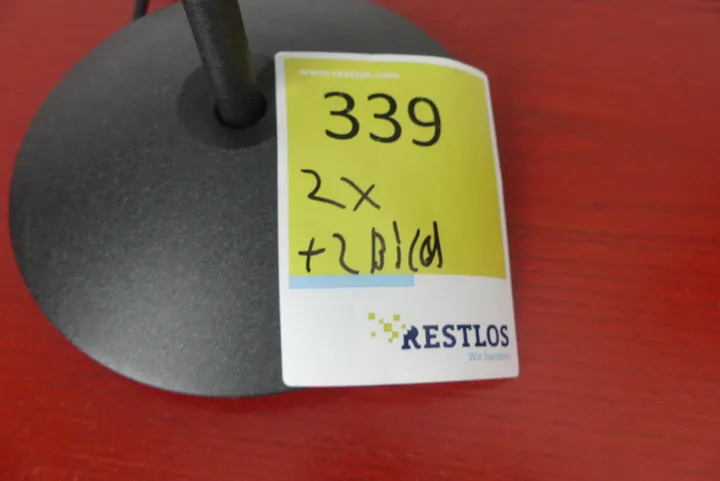 www.restlos.com
339
2x
+2 Bild
RESTLOS
Wir handeln.